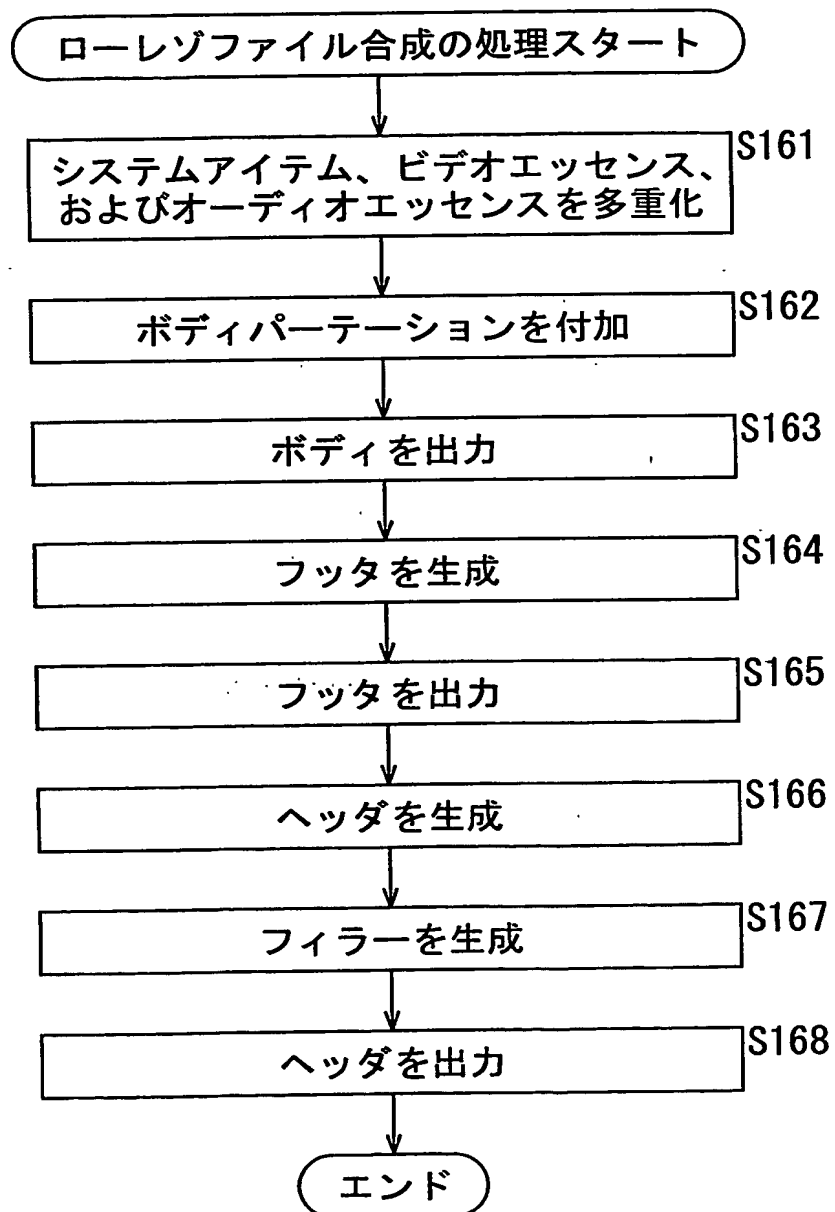 ローレゾファイル合成の処理スタート
S161
システムアイテム、ビデオエッセンス、
およびオーディオエッセンスを多重化
S162
ボディパーテーションを付加
S163
ボディを出力
S164
フッタを生成
S165
フッタを出力
S166
ヘッダを生成
S167
フィラーを生成
S168
ヘッダを出力
エンド